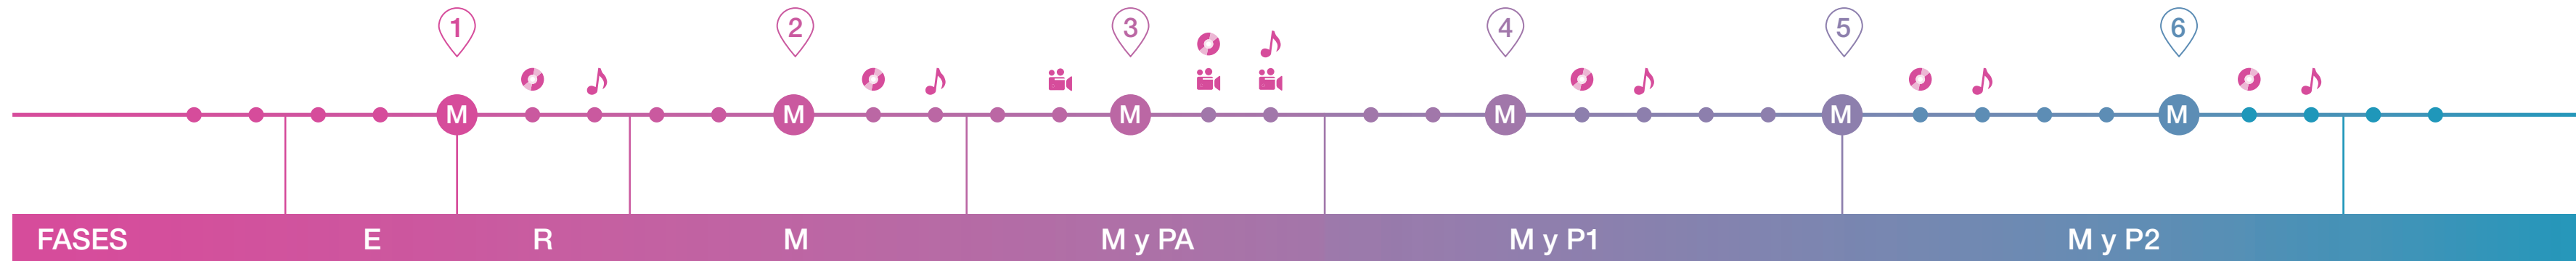 1 2 3 4 5 6
M M M M M M
FASES E R M M y PA M y P1 M y P2